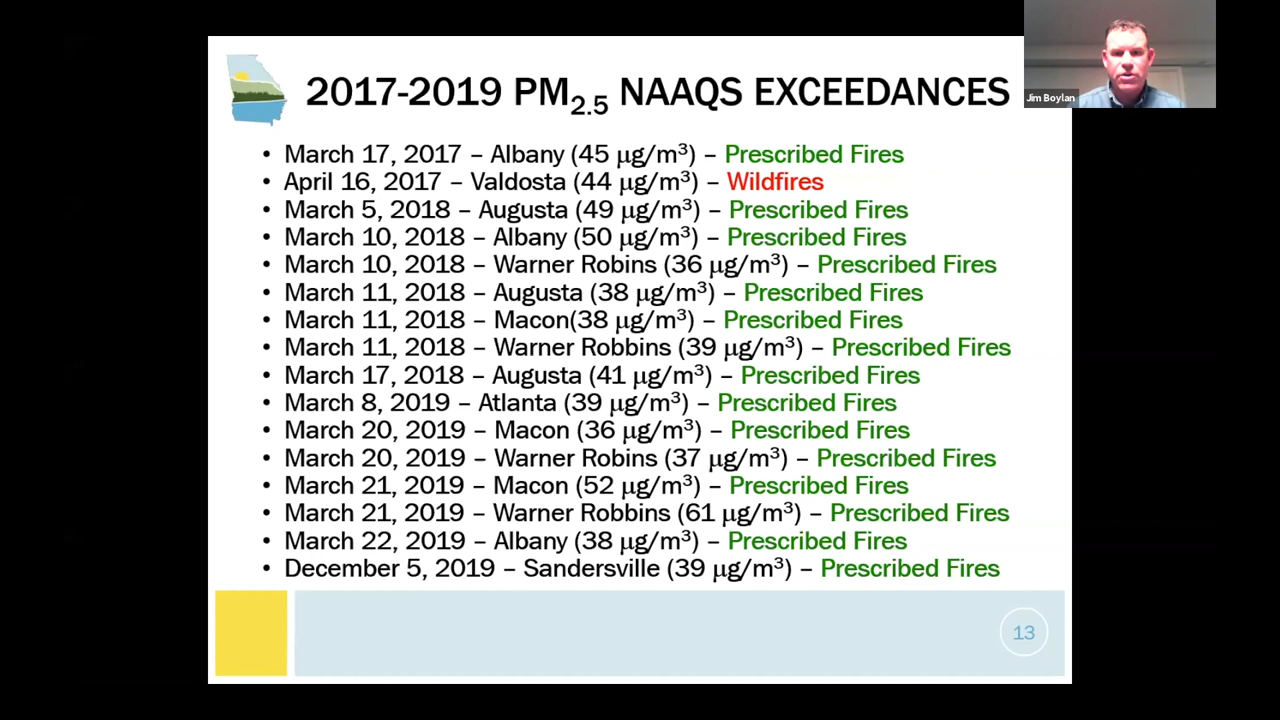 2017-2019 PM2.5 NAAQS EXCEEDANCES
Jim Boylan
• March 17, 2017 – Albany (45 µg/m³) – Prescribed Fires
• April 16, 2017 – Valdosta (44 µg/m³) – Wildfires
• March 5, 2018 – Augusta (49 µg/m³) – Prescribed Fires
• March 10, 2018 – Albany (50 µg/m³) – Prescribed Fires
• March 10, 2018 – Warner Robins (36 µg/m³) – Prescribed Fires
• March 11, 2018 – Augusta (38 µg/m³) – Prescribed Fires
• March 11, 2018 – Macon(38 µg/m³) – Prescribed Fires
• March 11, 2018 – Warner Robbins (39 µg/m³) – Prescribed Fires
• March 17, 2018 – Augusta (41 µg/m³) – Prescribed Fires
• March 8, 2019 – Atlanta (39 µg/m³) – Prescribed Fires
• March 20, 2019 – Macon (36 µg/m³) – Prescribed Fires
• March 20, 2019 – Warner Robins (37 µg/m³) – Prescribed Fires
• March 21, 2019 – Macon (52 µg/m³) – Prescribed Fires
• March 21, 2019 – Warner Robbins (61 µg/m³) – Prescribed Fires
• March 22, 2019 – Albany (38 µg/m³) – Prescribed Fires
• December 5, 2019 – Sandersville (39 µg/m³) – Prescribed Fires
13